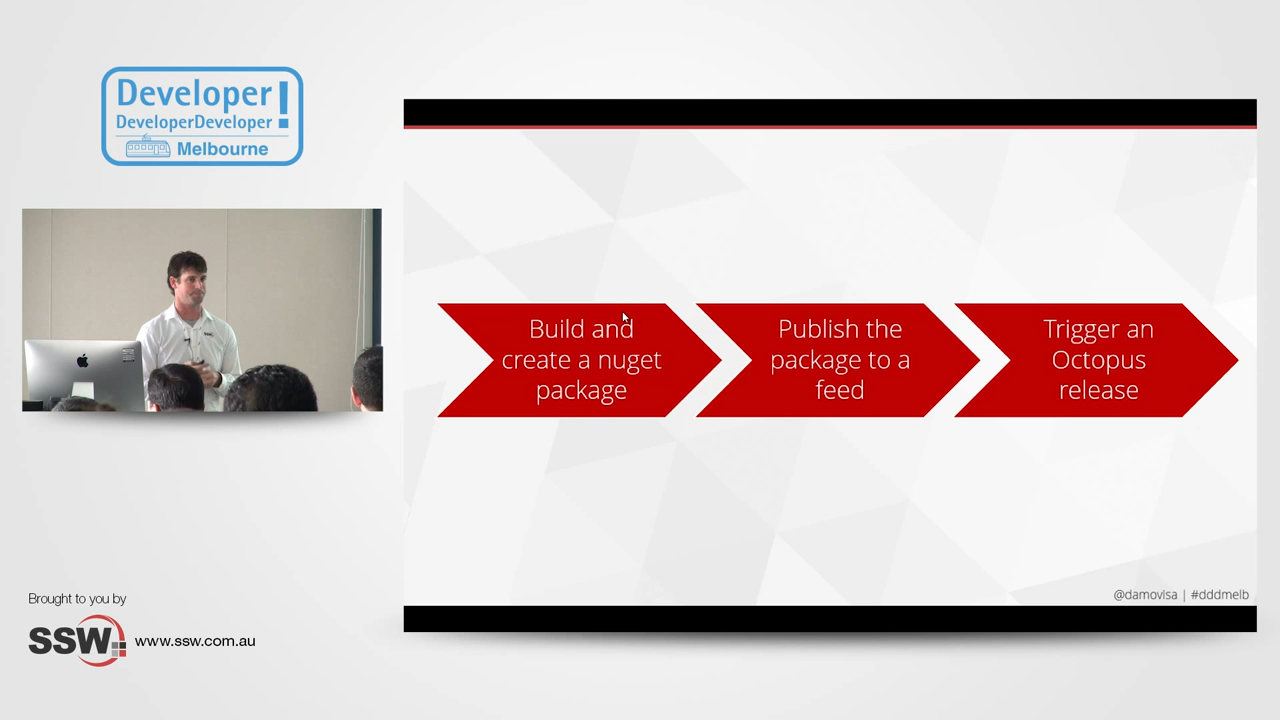 Developer!
DeveloperDeveloper
Melbourne
Build and
create a nuget
package
Publish the
package to a
feed
Trigger an
Octopus
release
@damovisa | #dddmelb
Brought to you by
SSW
www.ssw.com.au